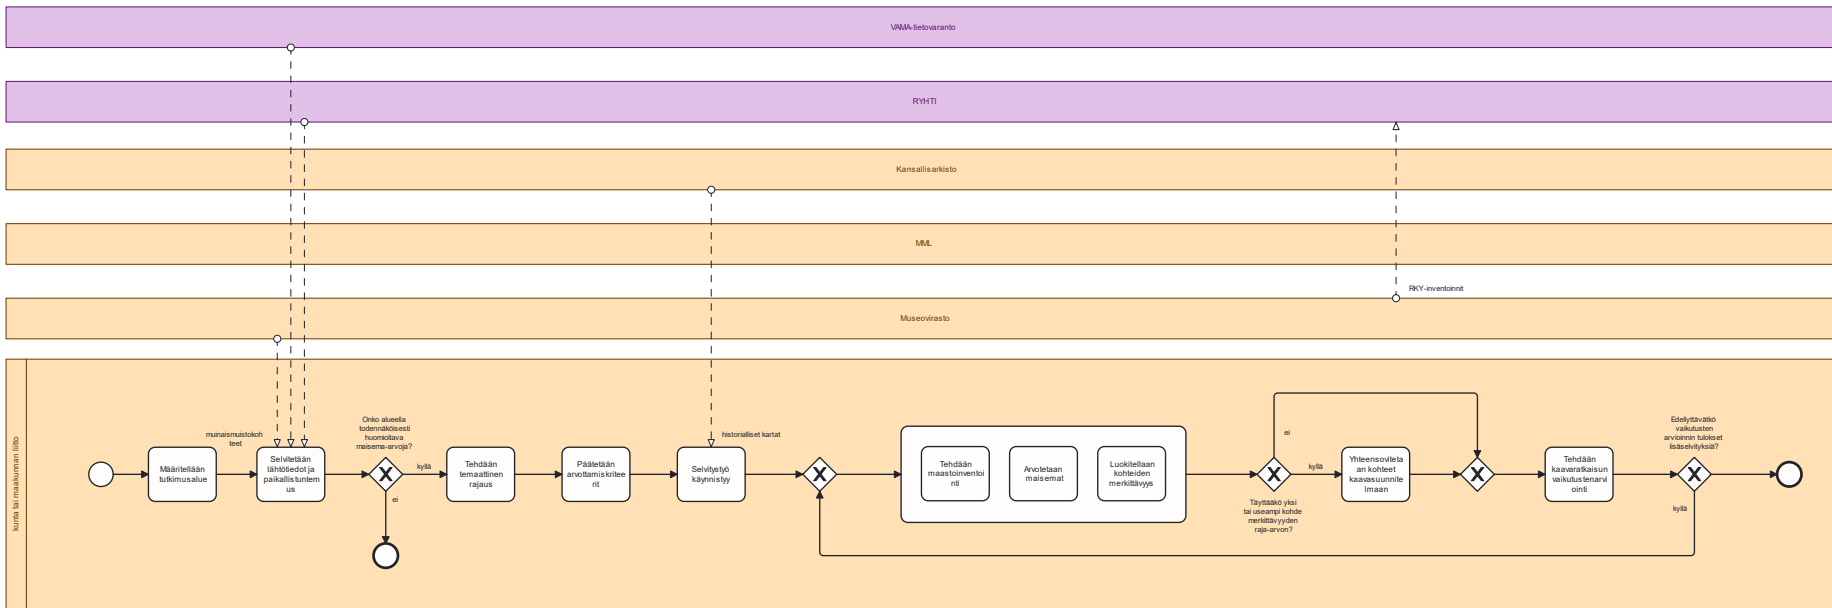 VAMA-tietovaranto
RYHTI
Kansallisarkisto
MML
RKY-inventoinnit
Museovirasto
kunta tai maakunnan liitto
Määritellään
tutkimusalue
muinaismuistokoh
teet
Selvitetään
lähtötiedot ja
paikallistuntem
us
Onko alueella
todennäköisesti
huomioitava
maisema-arvoja?
kyllä
ei
Tehdään
temaattinen
rajaus
Päätetään
arvottamiskritee
rit
Selvitystyö
käynnistyy
historialliset kartat
Tehdään
maastoinventoi
nti
Arvotetaan
maisemat
Luokitellaan
kohteiden
merkittävyys
ei
kyllä
Täyttääkö yksi
tai useampi kohde
merkittävyyden
raja-arvon?
Yhteensoviteta
an kohteet
kaavasuunnite
lmaan
Tehdään
kaavaratkaisun
vaikutustenarvi
ointi
Edellyttävätkö
vaikutusten
arvioinnin tulokset
lisäselvityksiä?
kyllä